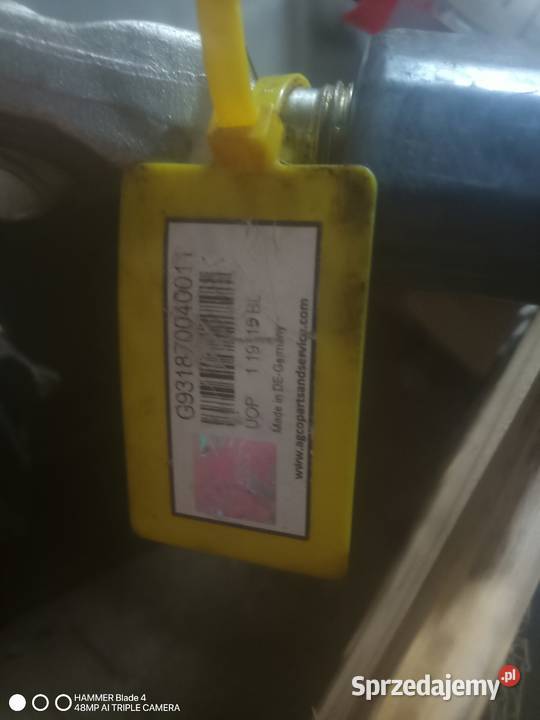 G931870040011
UOP 1 19 119 BL
Made in DE-Germany
www.agcopartsandservice.com
HAMMER Blade 4
48MP AI TRIPLE CAMERA
Sprzedajemy.pl